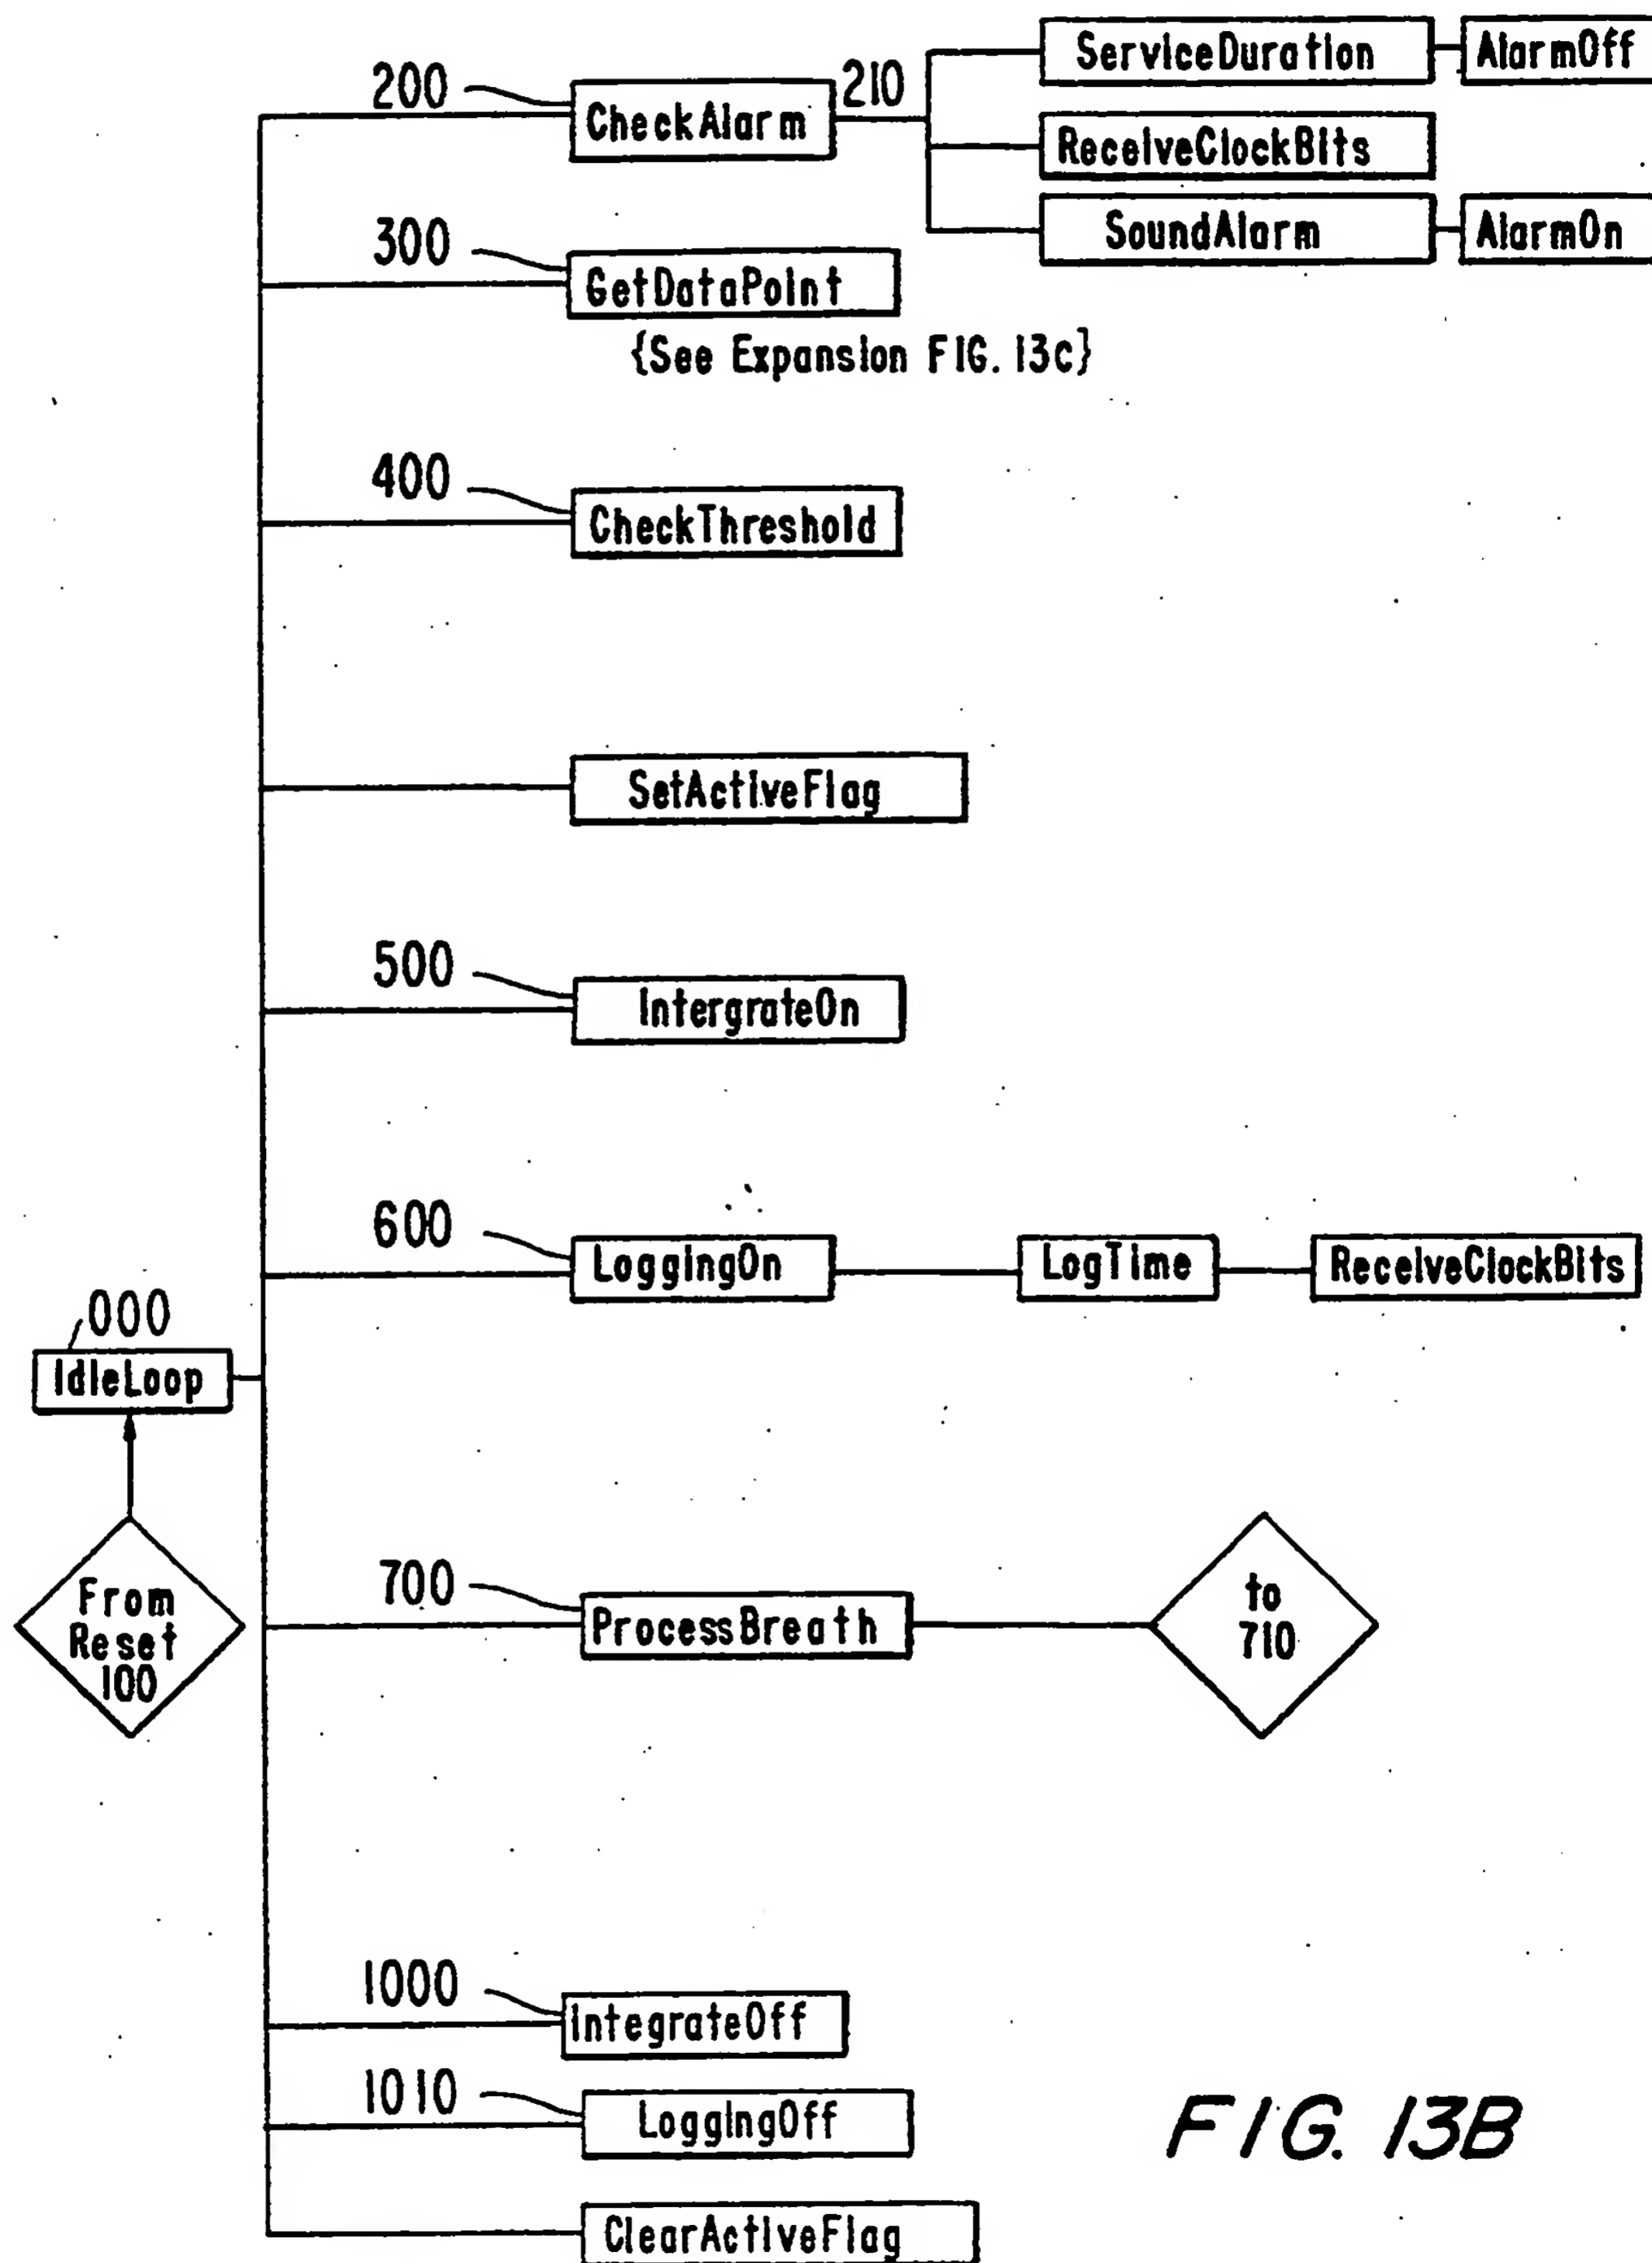 200
CheckAlarm
210
ServiceDuration
AlarmOff
ReceiveClockBits
SoundAlarm
AlarmOn
300
GetDataPoint
{See Expansion FIG. 13c}
400
CheckThreshold
SetActiveFlag
500
IntergrateOn
600
LoggingOn
LogTime
ReceiveClockBits
000
IdleLoop
From
Reset
100
700
ProcessBreath
to
710
1000
IntegrateOff
1010
LoggingOff
ClearActiveFlag
FIG. 13B